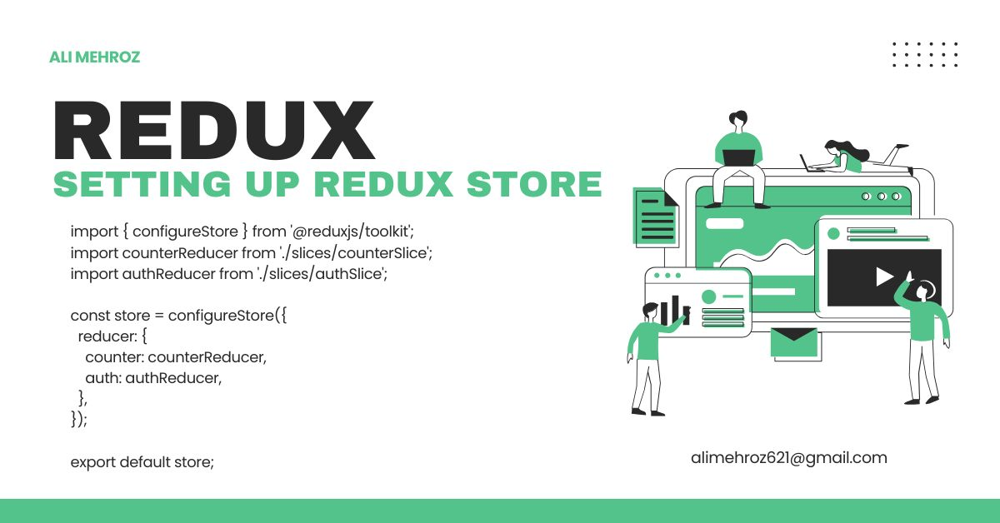 ALI MEHROZ
REDUX
SETTING UP REDUX STORE
import { configureStore } from '@reduxjs/toolkit';
import counterReducer from './slices/counterSlice';
import authReducer from './slices/authSlice';
const store = configureStore({
reducer: {
counter: counterReducer,
auth: authReducer,
},
});
export default store;
alimehroz621@gmail.com